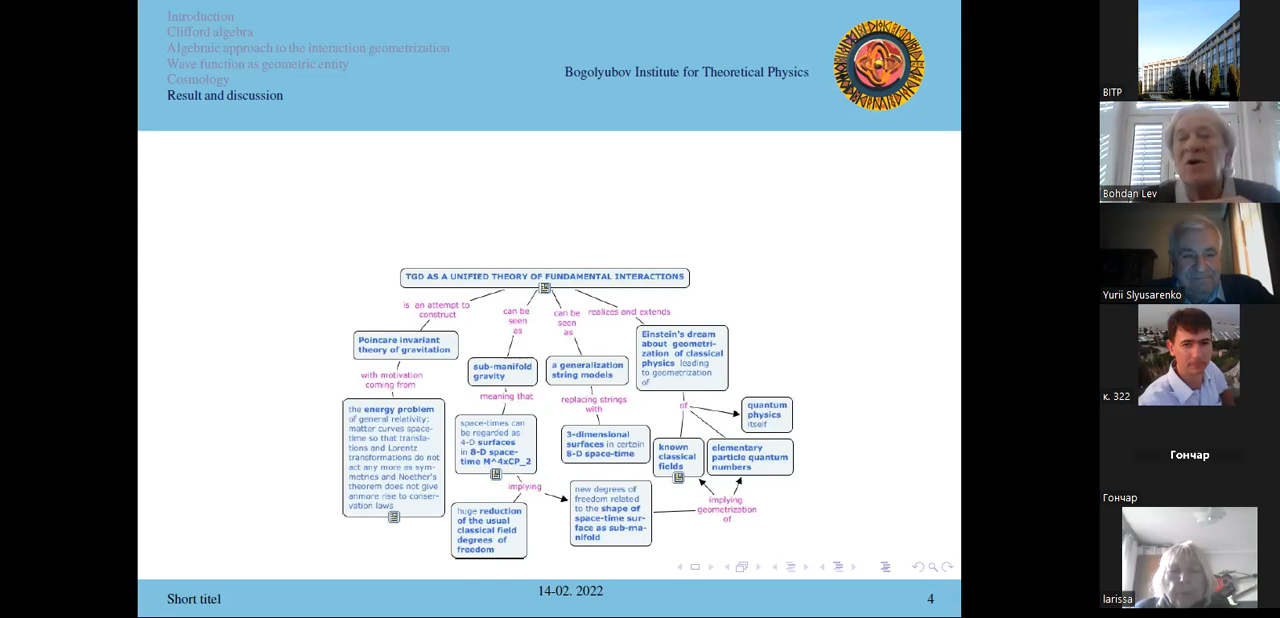 Introduction
Clifford algebra
Algebraic approach to the interaction geometrization
Wave function as geometric entity
Cosmology
Result and discussion
Bogolyubov Institute for Theoretical Physics
TGD AS A UNIFIED THEORY OF FUNDAMENTAL INTERACTIONS
is an attempt to
construct
can be
seen
as
can be
seen
as
realizes and extends
Poincare invariant
theory of gravitation
sub-manifold
gravity
a generalization
string models
Einstein's dream
about geometri-
zation of classical
physics leading
to geometrization
of
with motivation
coming from
meaning that
replacing strings
with
of
quantum
physics
itself
the energy problem
of general relativity:
matter curves space-
time so that transla-
tions and Lorentz
transformations do not
act any more as sym-
metries and Noether's
theorem does not give
anmore rise to conser-
vation laws
space-times can
be regarded as
4-D surfaces
in 8-D space-
time M^4xCP_2
3-dimensional
surfaces in certain
8-D space-time
known
classical
fields
elementary
particle quantum
numbers
implying
huge reduction
of the usual
classical field
degrees of
freedom
new degrees of
freedom related
to the shape of
space-time sur-
face as sub-ma-
nifold
implying
geometrization
of
Short titel
14-02. 2022
4
BITP
Bohdan Lev
Yurii Slyusarenko
к. 322
Гончар
Гончар
larissa